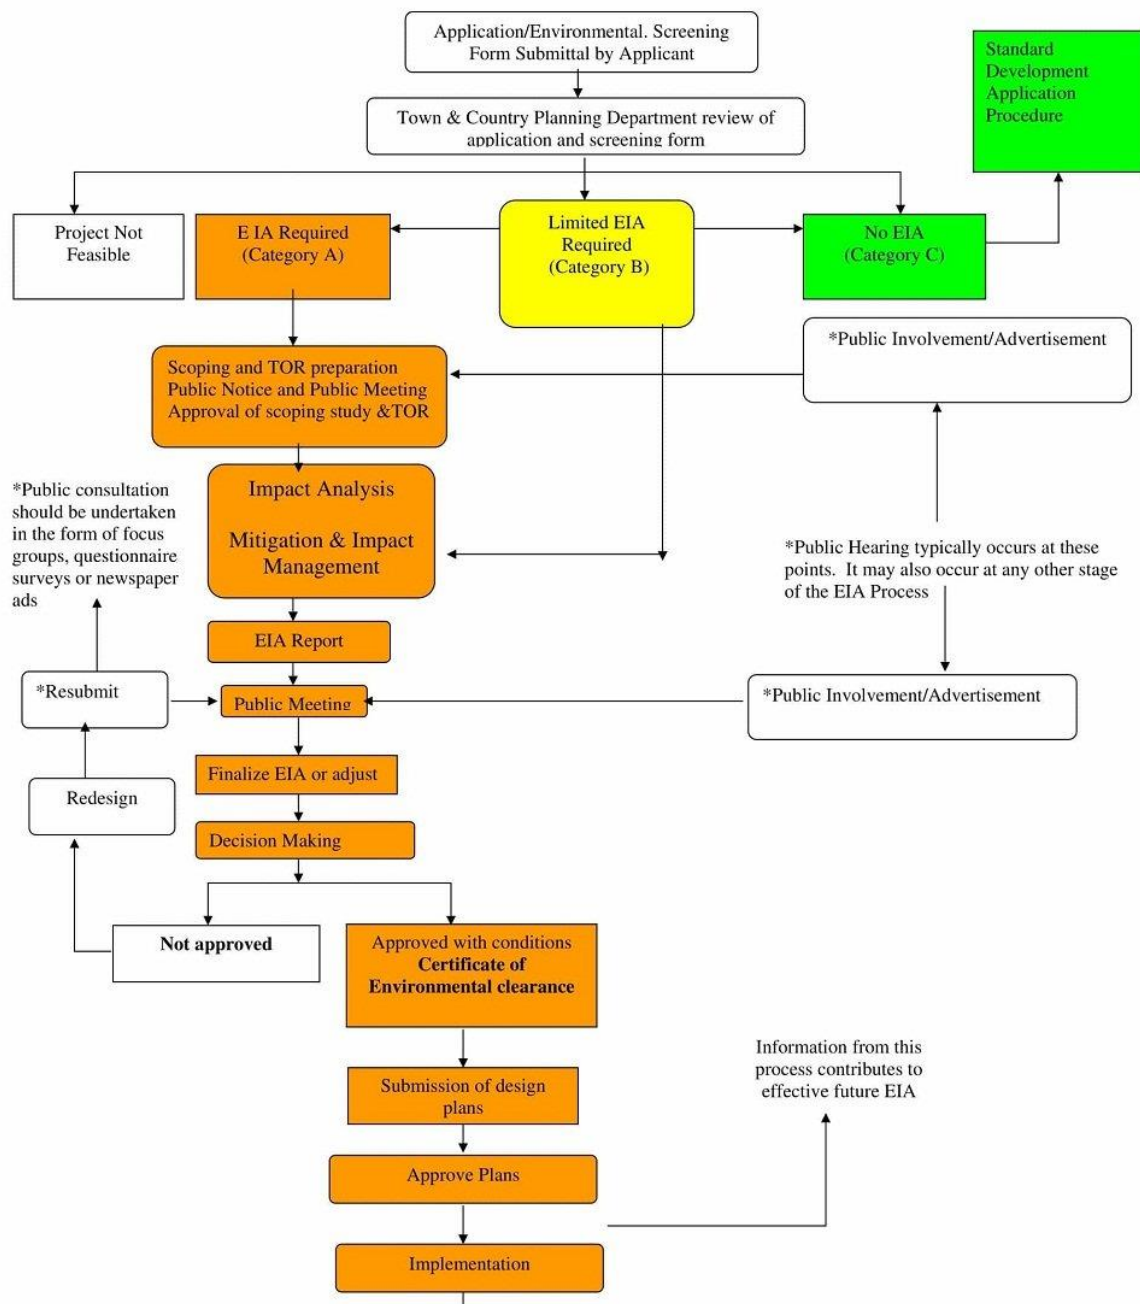 Application/Environmental. Screening
Form Submittal by Applicant
Standard
Development
Application
Procedure
Town & Country Planning Department review of
application and screening form
Project Not
Feasible
E IA Required
(Category A)
Limited EIA
Required
(Category B)
No EIA
(Category C)
*Public Involvement/Advertisement
Scoping and TOR preparation
Public Notice and Public Meeting
Approval of scoping study &TOR
Impact Analysis
Mitigation & Impact
Management
*Public consultation
should be undertaken
in the form of focus
groups, questionnaire
surveys or newspaper
ads
*Public Hearing typically occurs at these
points. It may also occur at any other stage
of the EIA Process
EIA Report
*Resubmit
Public Meeting
*Public Involvement/Advertisement
Finalize EIA or adjust
Redesign
Decision Making
Not approved
Approved with conditions
Certificate of
Environmental clearance
Submission of design
plans
Information from this
process contributes to
effective future EIA
Approve Plans
Implementation